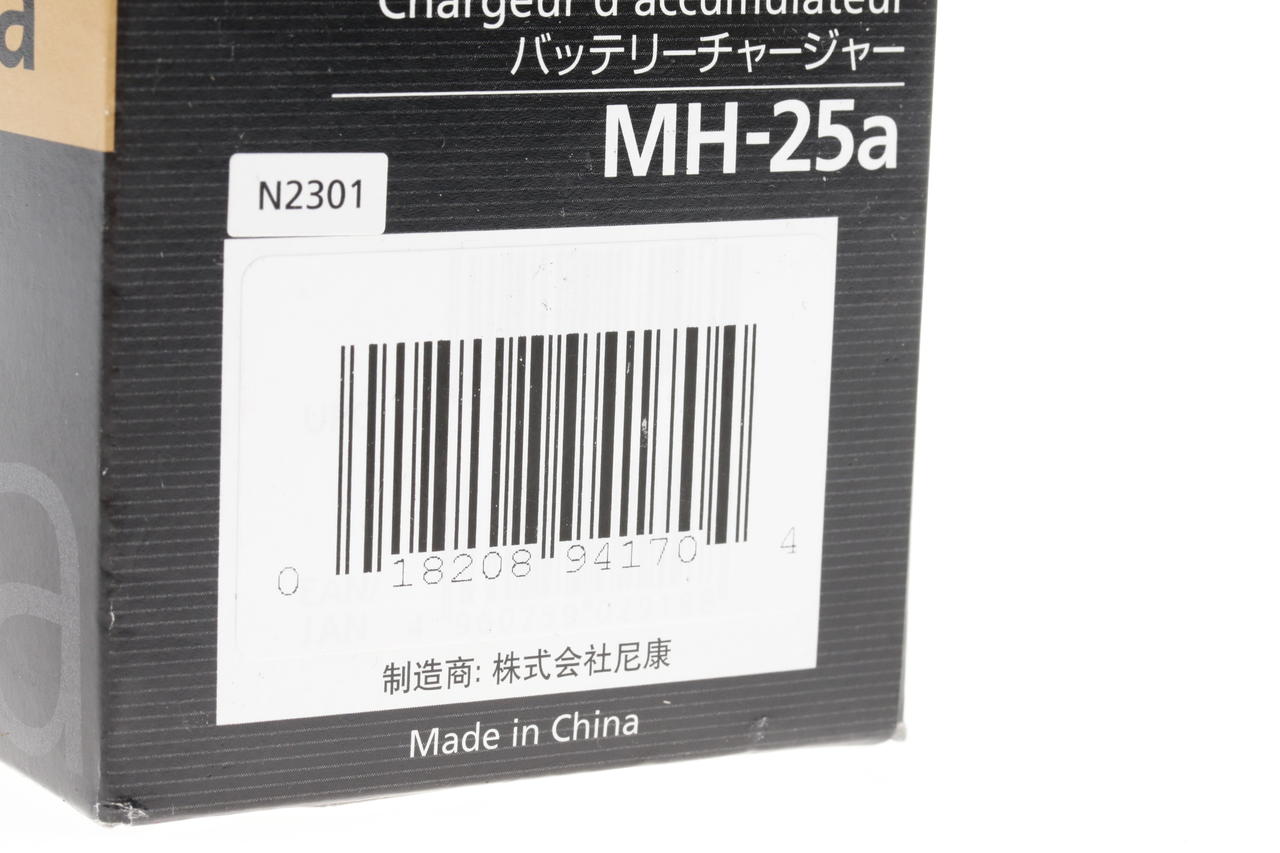 Chargeur d'accumulateur
バッテリーチャージャー
MH-25a
N2301
0 18208 94170 4
制造商: 株式会社尼康
Made in China